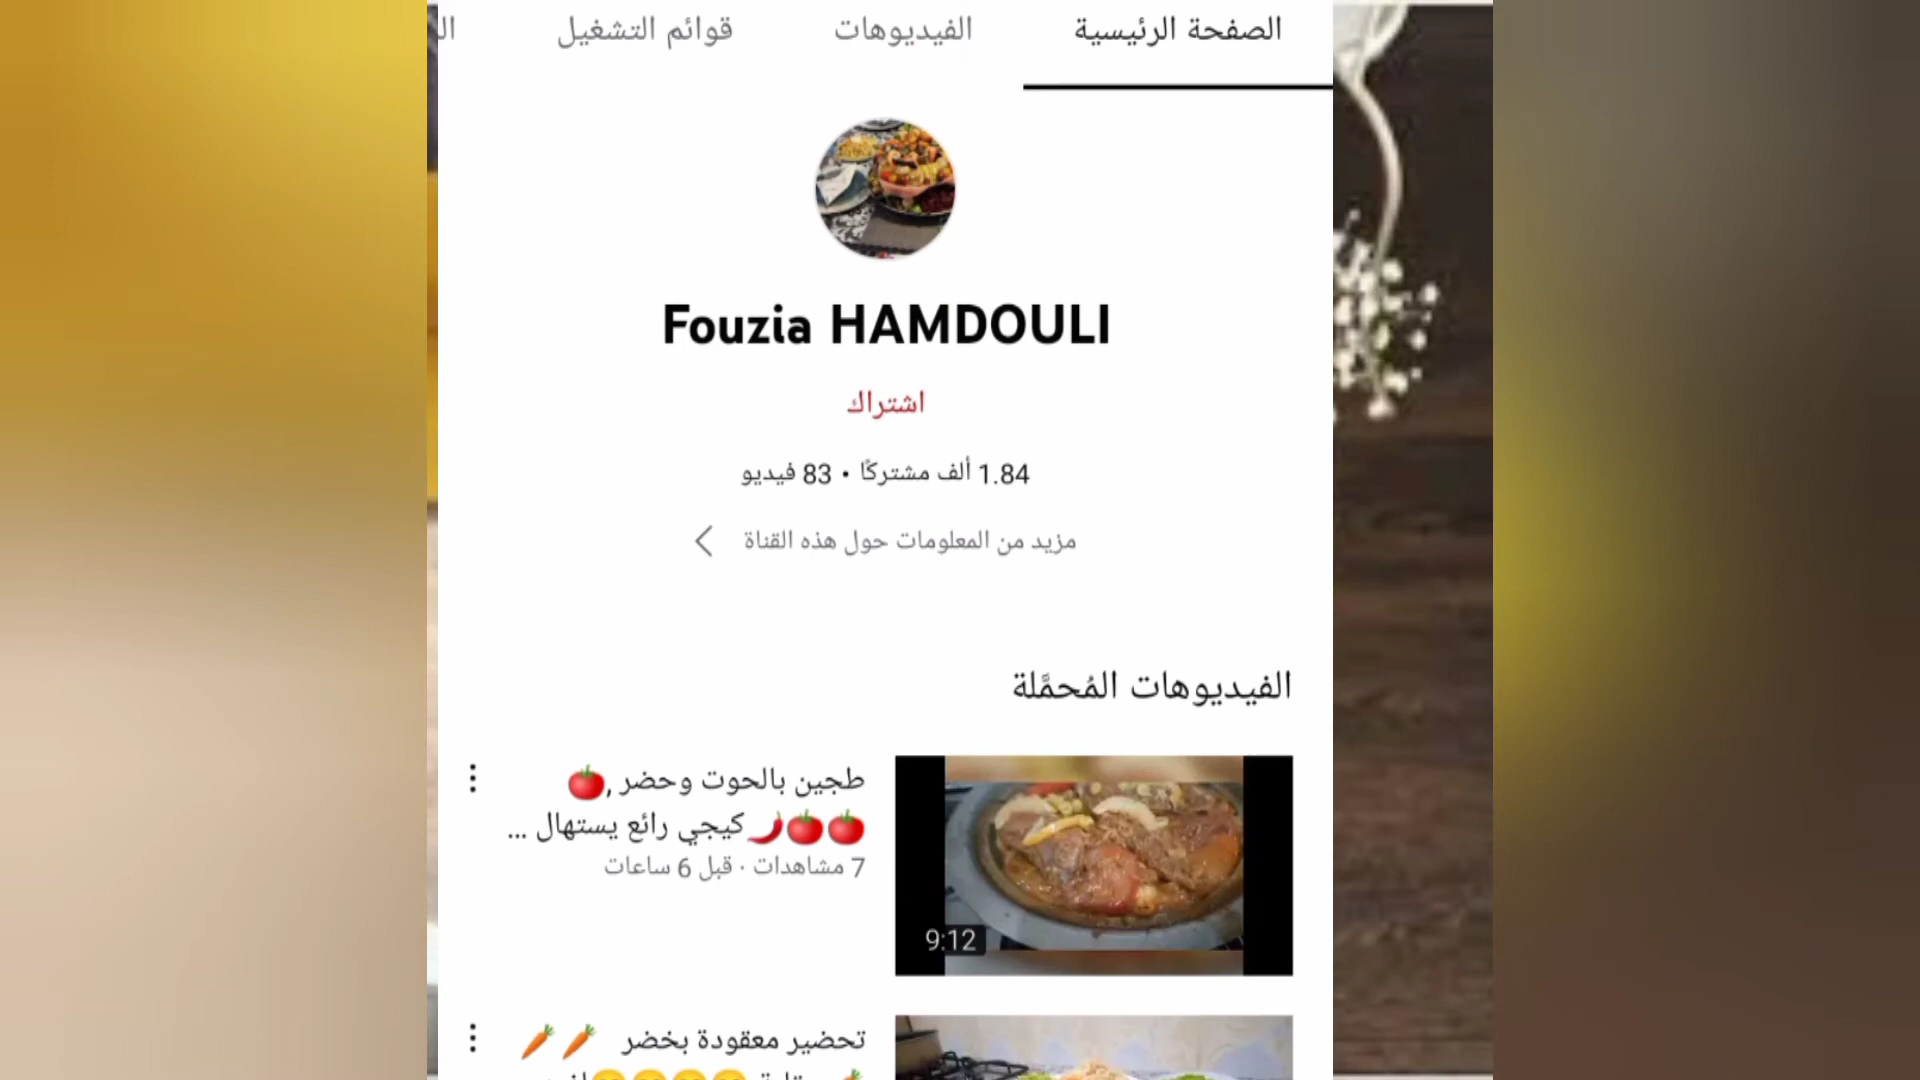 الصفحة الرئيسية
الفيديوهات
قوائم التشغيل
Fouzia HAMDOULI
اشتراك
1.84 ألف مشتركًا • 83 فيديو
مزيد من المعلومات حول هذه القناة
الفيديوهات المُحمَّلة
طجين بالحوت وحضر ,🍅
🍅🍅🌶️كيجي رائع يستهال ...
7 مشاهدات · قبل 6 ساعات
9:12
تحضير معقودة بخضر 🥕🥕